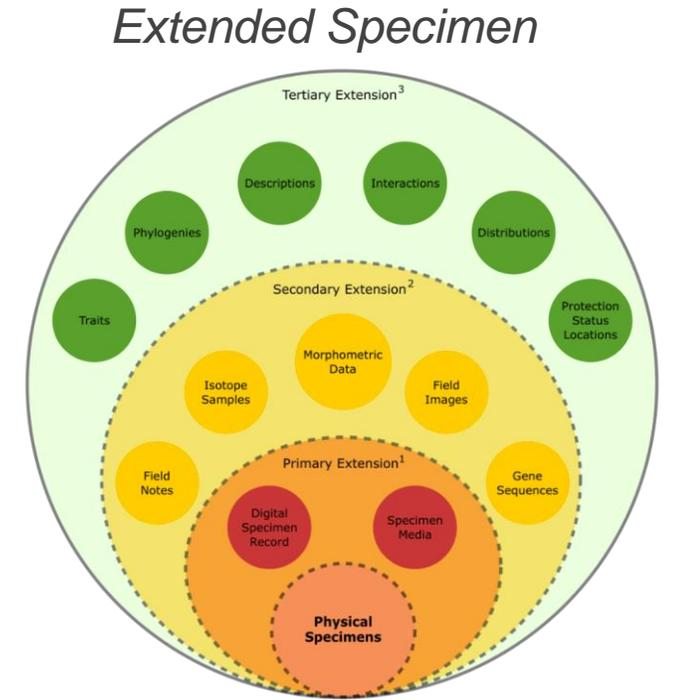 Extended Specimen
Tertiary Extension³
Descriptions
Interactions
Phylogenies
Distributions
Traits
Protection
Status
Locations
Secondary Extension²
Morphometric
Data
Isotope
Samples
Field
Images
Field
Notes
Gene
Sequences
Primary Extension¹
Digital
Specimen
Record
Specimen
Media
Physical
Specimens